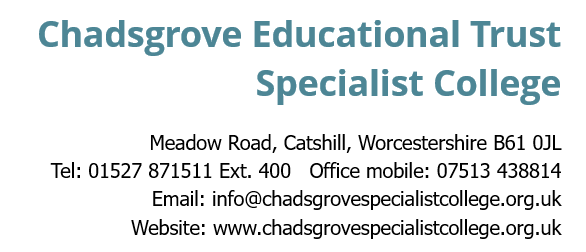 Chadsgrove Educational Trust
Specialist College
Meadow Road, Catshill, Worcestershire B61 0JL
Tel: 01527 871511 Ext. 400   Office mobile: 07513 438814
Email: info@chadsgrovespecialistcollege.org.uk
Website: www.chadsgrovespecialistcollege.org.uk